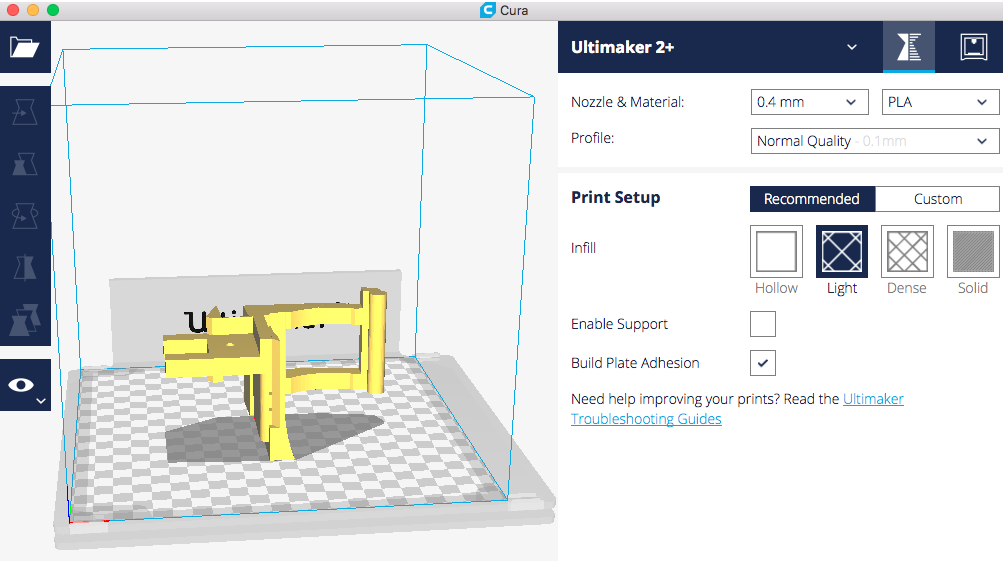 Cura
Ultimaker 2+
Nozzle & Material:
0.4 mm
PLA
Profile:
Normal Quality - 0.1mm
Print Setup
Recommended
Custom
Infill
Hollow
Light
Dense
Solid
Enable Support
Build Plate Adhesion
Need help improving your prints? Read the Ultimaker
Troubleshooting Guides